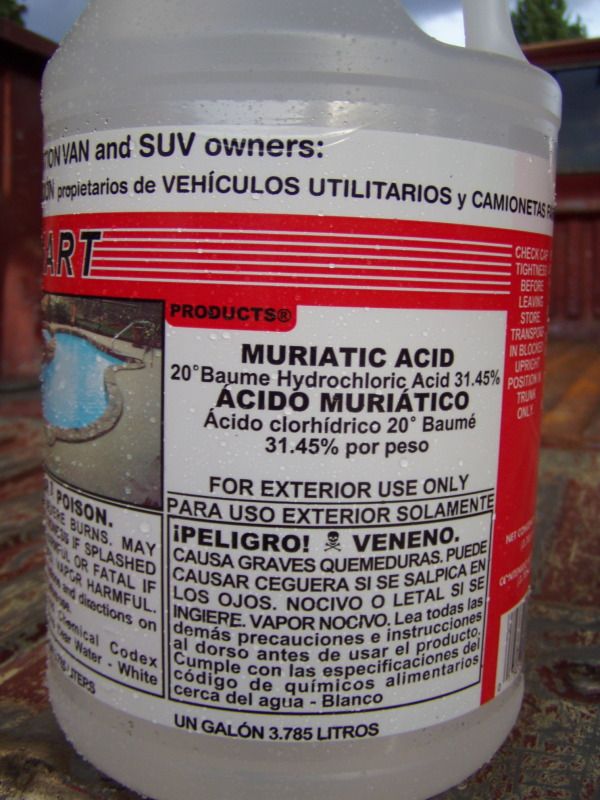 VAN and SUV owners:
propietarios de VEHÍCULOS UTILITARIOS y CAMIONETAS
ART
PRODUCTS®
MURIATIC ACID
20°Baume Hydrochloric Acid 31.45%
ÁCIDO MURIÁTICO
Ácido clorhídrico 20° Baumé
31.45% por peso
FOR EXTERIOR USE ONLY
PARA USO EXTERIOR SOLAMENTE
¡PELIGRO! VENENO.
CAUSA GRAVES QUEMEDURAS. PUEDE
CAUSAR CEGUERA SI SE SALPICA EN
LOS OJOS. NOCIVO O LETAL SI SE
INGIERE. VAPOR NOCIVO. Lea todas las
demás precauciones e instrucciones
al dorso antes de usar el producto.
Cumple con las especificaciones del
código de químicos alimentarios
cerca del agua - Blanco
POISON.
BURNS. MAY
IF SPLASHED
OR FATAL IF
VAPOR HARMFUL.
and directions on
Chemical Codex
Water - White
LITERS
UN GALÓN 3.785 LITROS
CHECK CAP
TIGHTNESS
BEFORE
LEAVING
STORE.
TRANSPORT
IN BLOCKED
UPRIGHT
POSITION IN
TRUNK
ONLY.